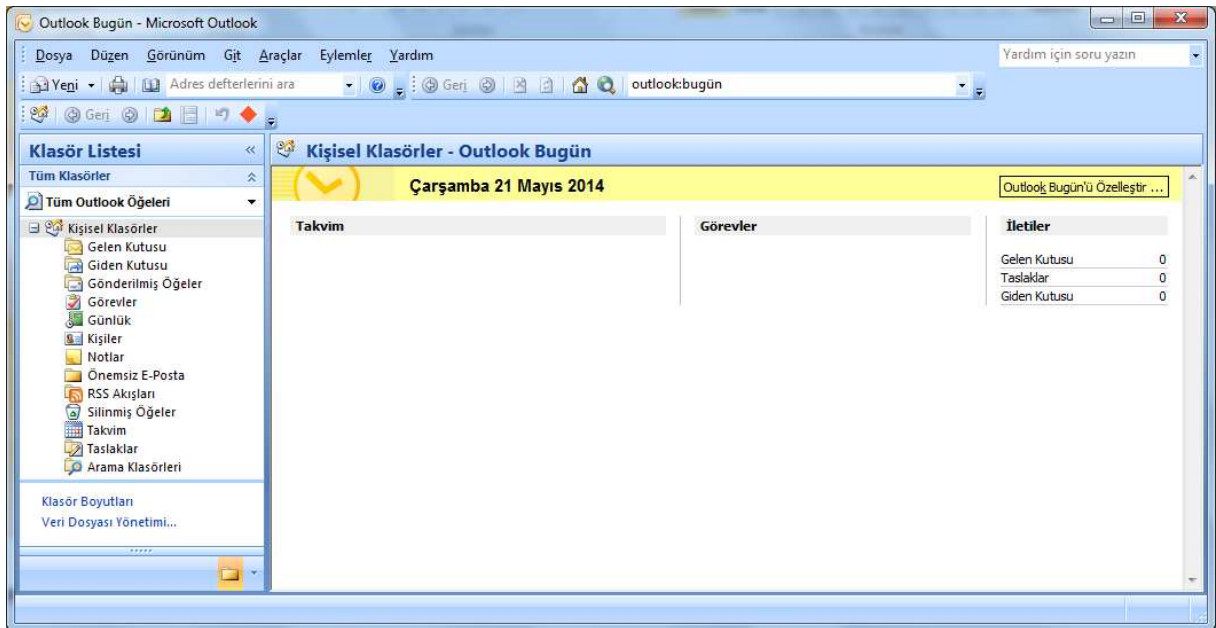 Outlook Bugün - Microsoft Outlook
Dosya Düzen Görünüm Git Araçlar Eylemler Yardım Yardım için soru yazın
Yeni Adres defterlerini ara Geri outlook:bugün
Geri
Klasör Listesi
Tüm Klasörler
Tüm Outlook Öğeleri
Kişisel Klasörler
Gelen Kutusu
Giden Kutusu
Gönderilmiş Öğeler
Görevler
Günlük
Kişiler
Notlar
Önemsiz E-Posta
RSS Akışları
Silinmiş Öğeler
Takvim
Taslaklar
Arama Klasörleri
Klasör Boyutları
Veri Dosyası Yönetimi...
Kişisel Klasörler - Outlook Bugün
Çarşamba 21 Mayıs 2014 Outlook Bugün'ü Özelleştir ...
Takvim Görevler İletiler
Gelen Kutusu 0
Taslaklar 0
Giden Kutusu 0